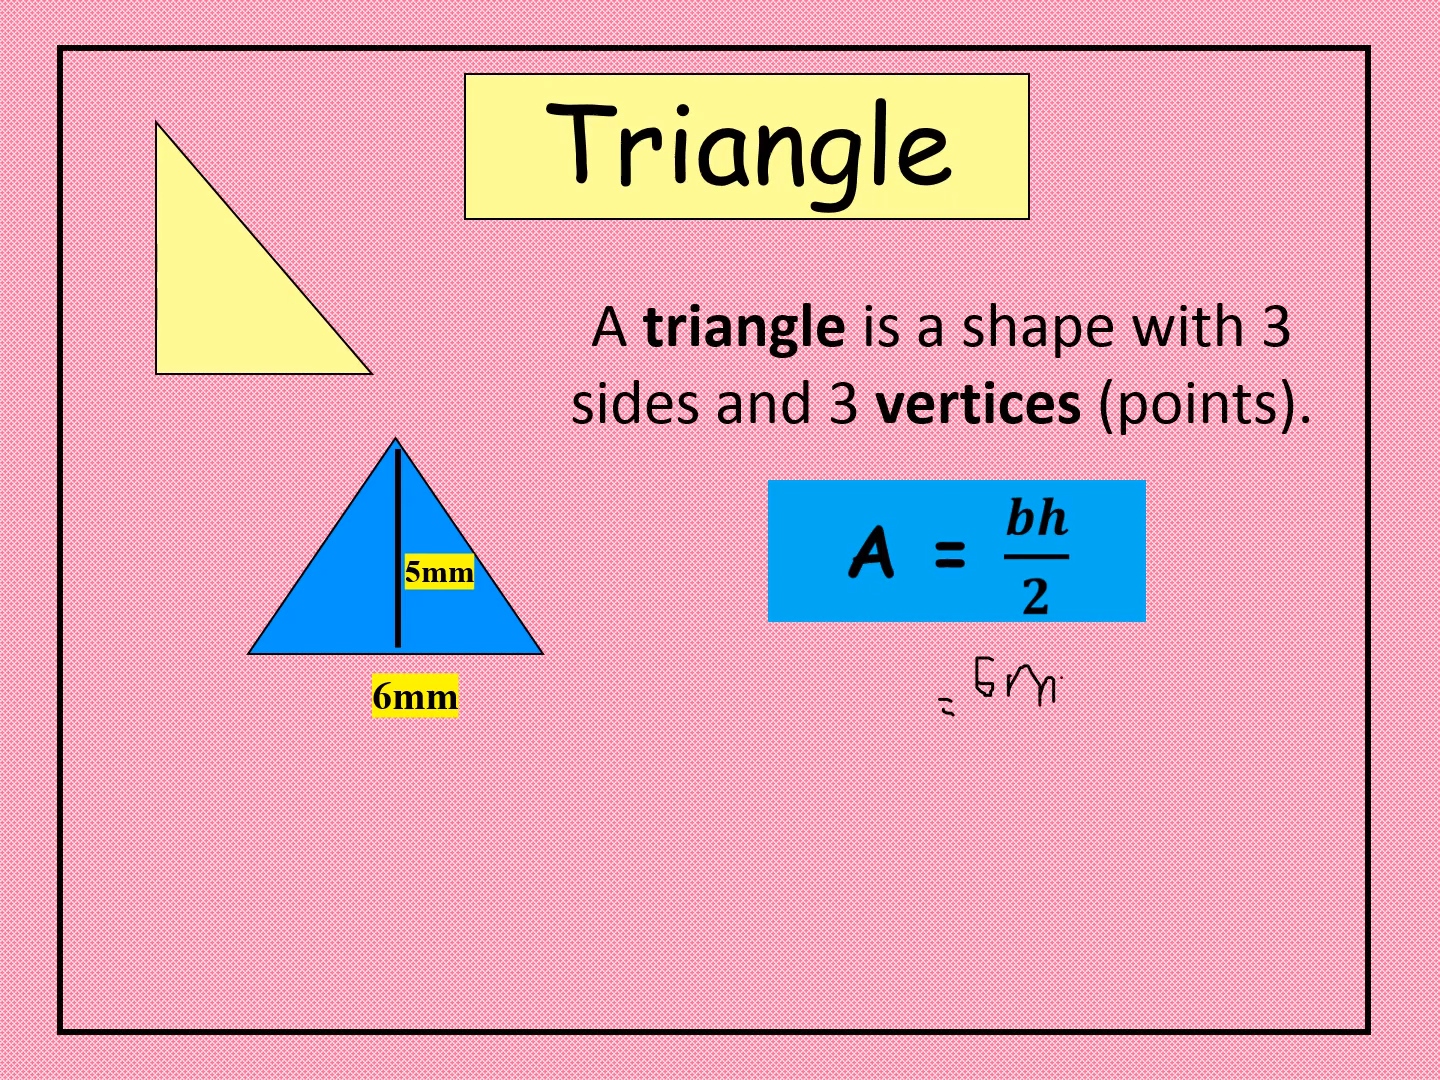 Triangle
A triangle is a shape with 3
sides and 3 vertices (points).
A = bh/2
5mm
6mm
=